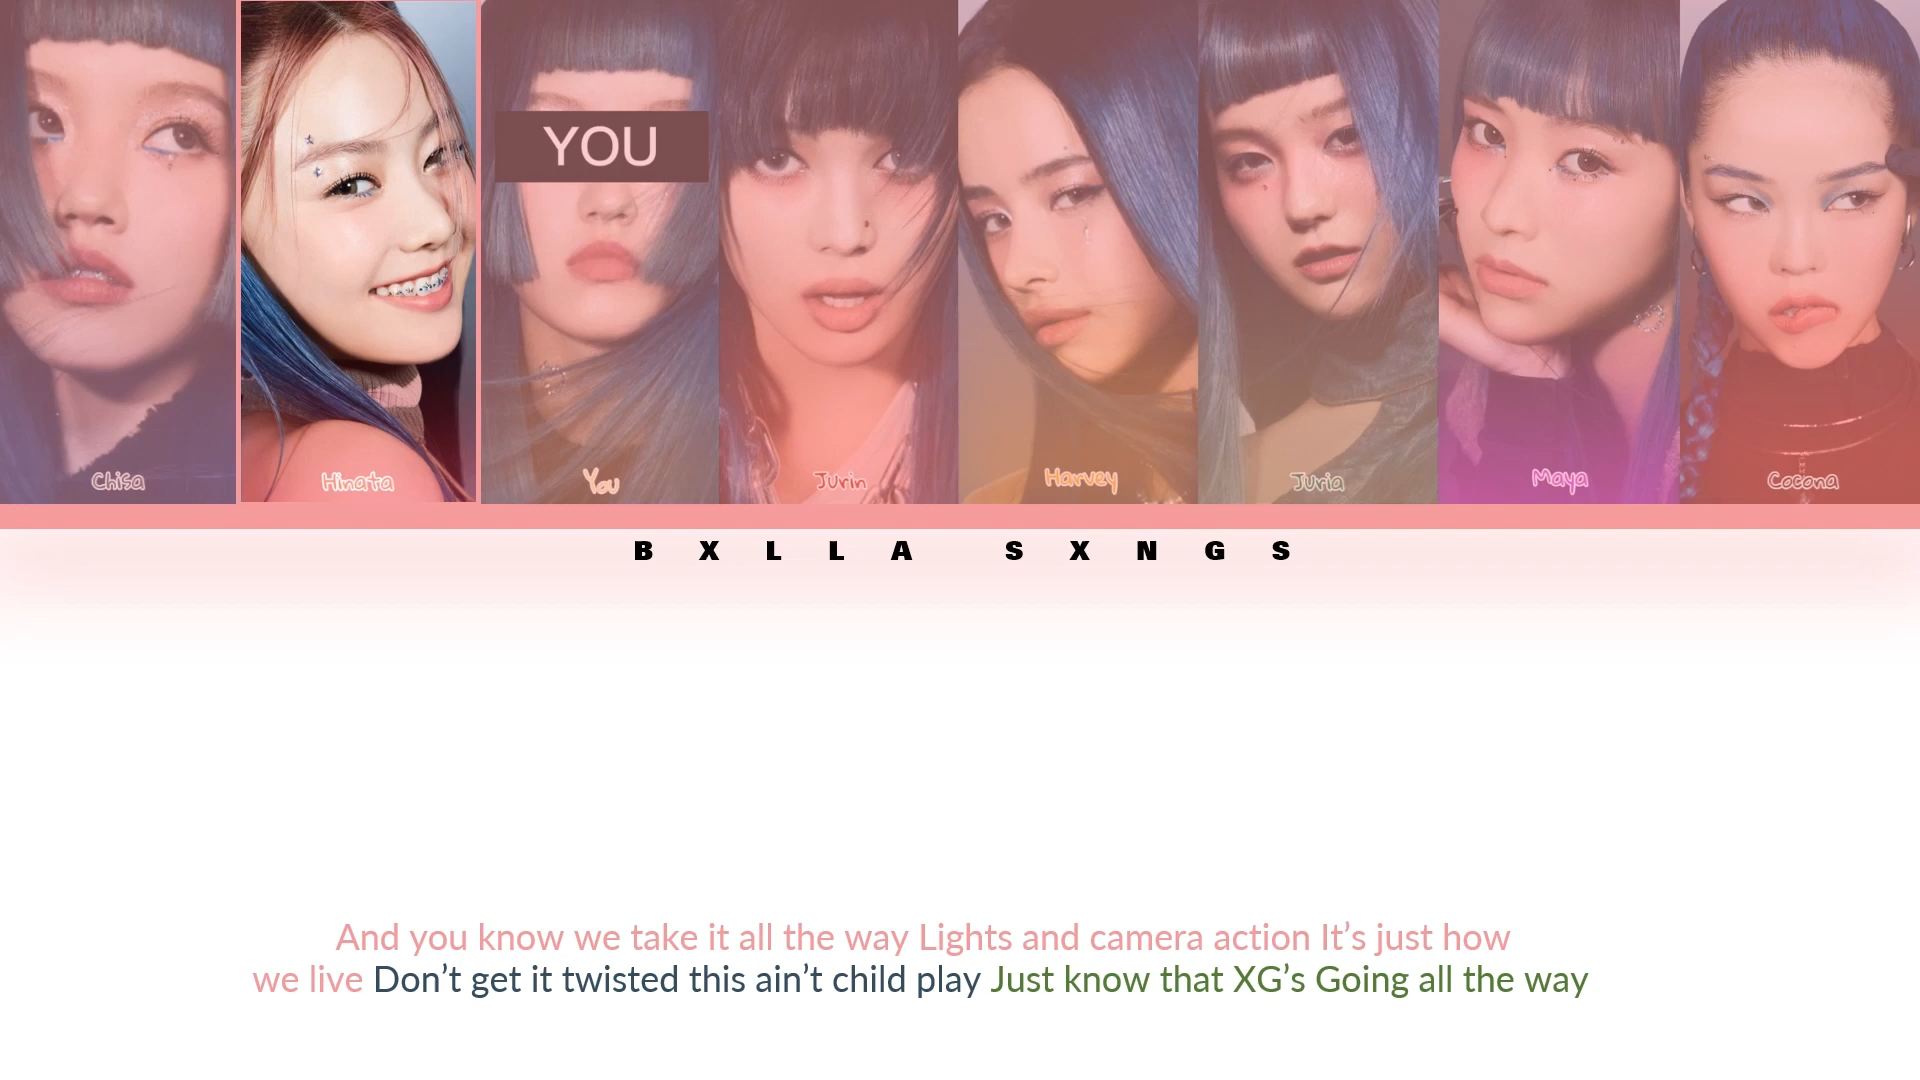 YOU
Chisa
Hinata
You
Jurin
Harvey
Juria
Maya
Cocona
BXLLA SXNGS
And you know we take it all the way Lights and camera action It’s just how
we live Don’t get it twisted this ain’t child play Just know that XG’s Going all the way